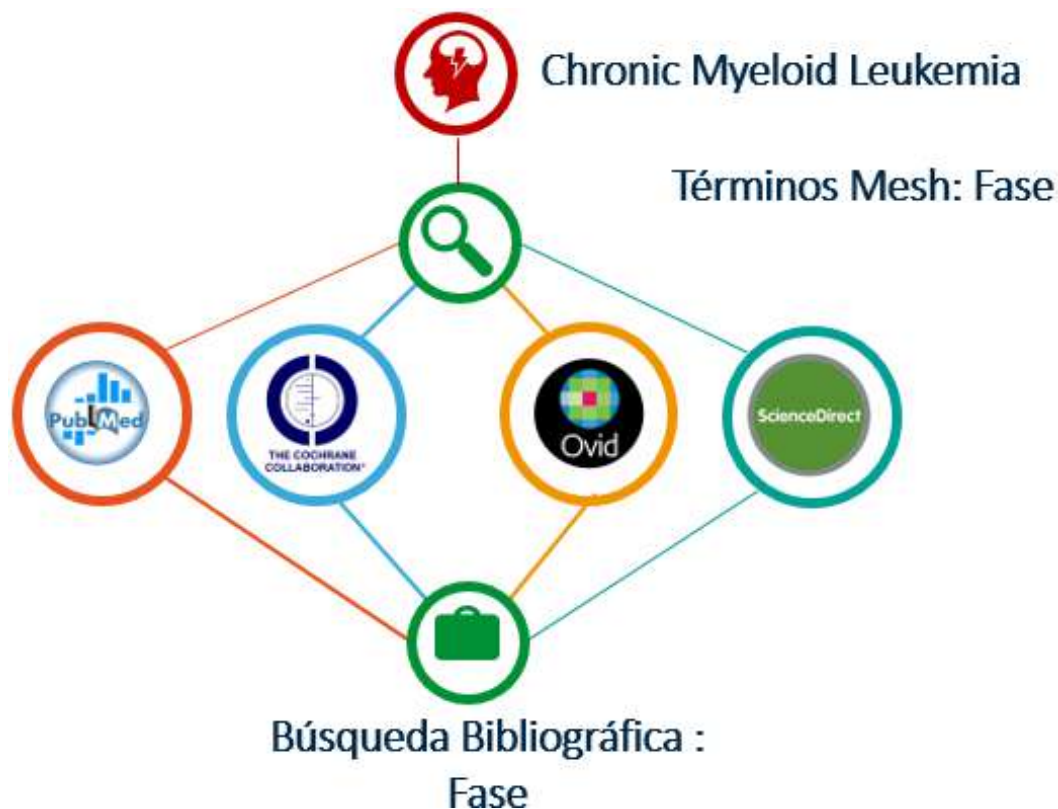 Chronic Myeloid Leukemia
Términos Mesh: Fase
PubMed
THE COCHRANE
COLLABORATION®
Ovid
ScienceDirect
Búsqueda Bibliográfica :
Fase